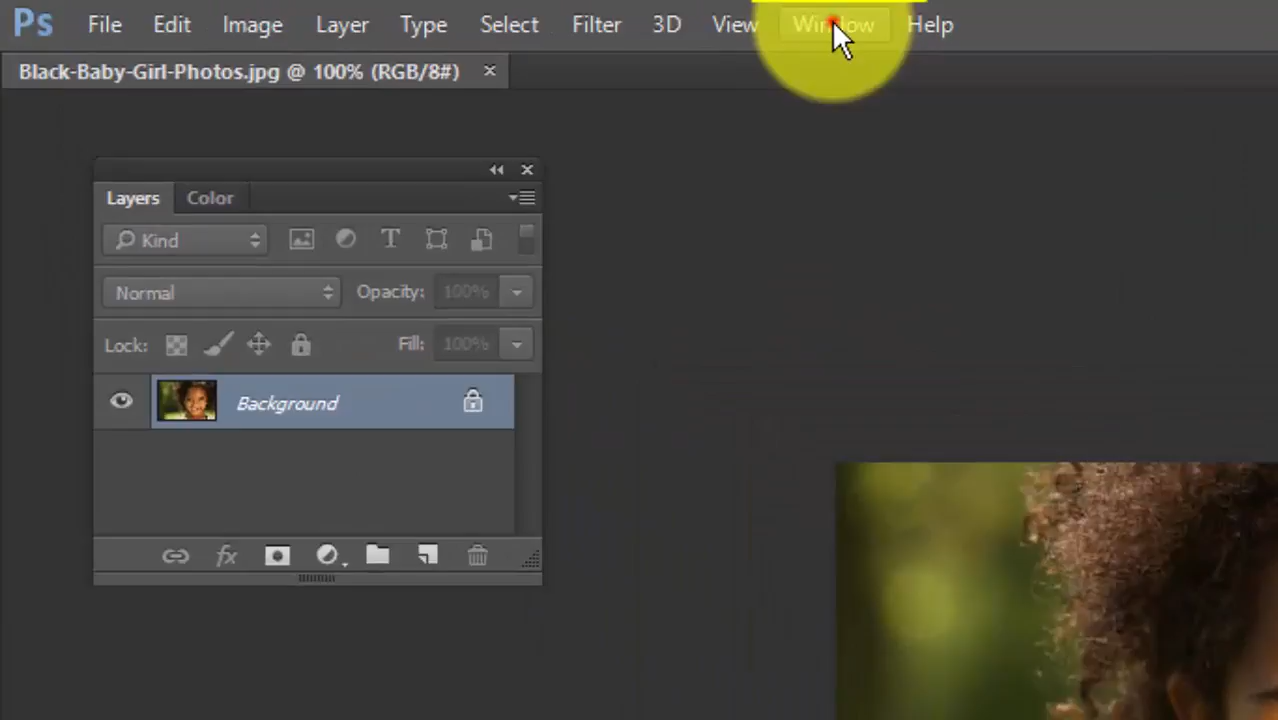 Ps File Edit Image Layer Type Select Filter 3D View Window Help
Black-Baby-Girl-Photos.jpg @ 100% (RGB/8#) ×
Layers Color
Kind T
Normal Opacity: 100%
Lock: Fill: 100%
Background
fx